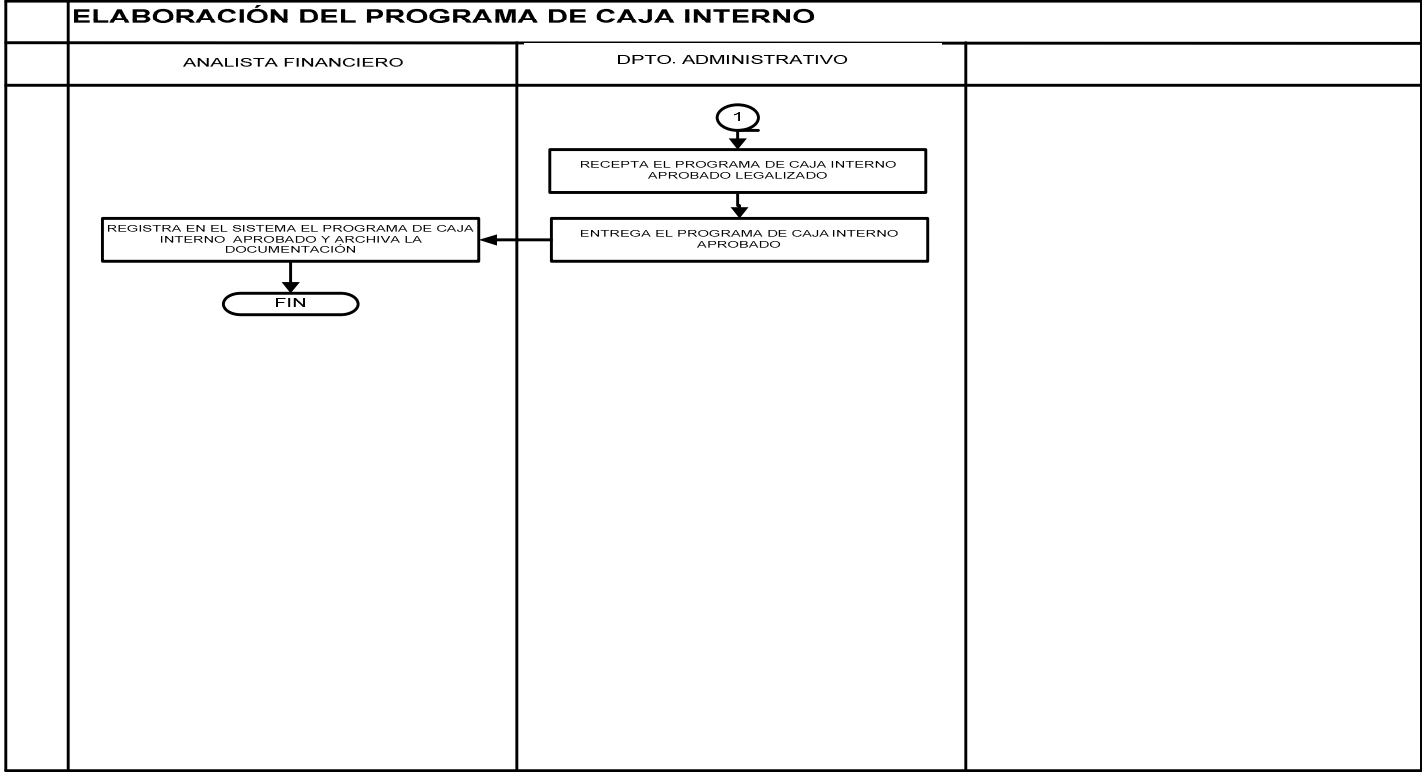 ELABORACIÓN DEL PROGRAMA DE CAJA INTERNO
ANALISTA FINANCIERO
DPTO. ADMINISTRATIVO
1
RECEPTA EL PROGRAMA DE CAJA INTERNO
APROBADO LEGALIZADO
ENTREGA EL PROGRAMA DE CAJA INTERNO
APROBADO
REGISTRA EN EL SISTEMA EL PROGRAMA DE CAJA
INTERNO APROBADO Y ARCHIVA LA
DOCUMENTACIÓN
FIN